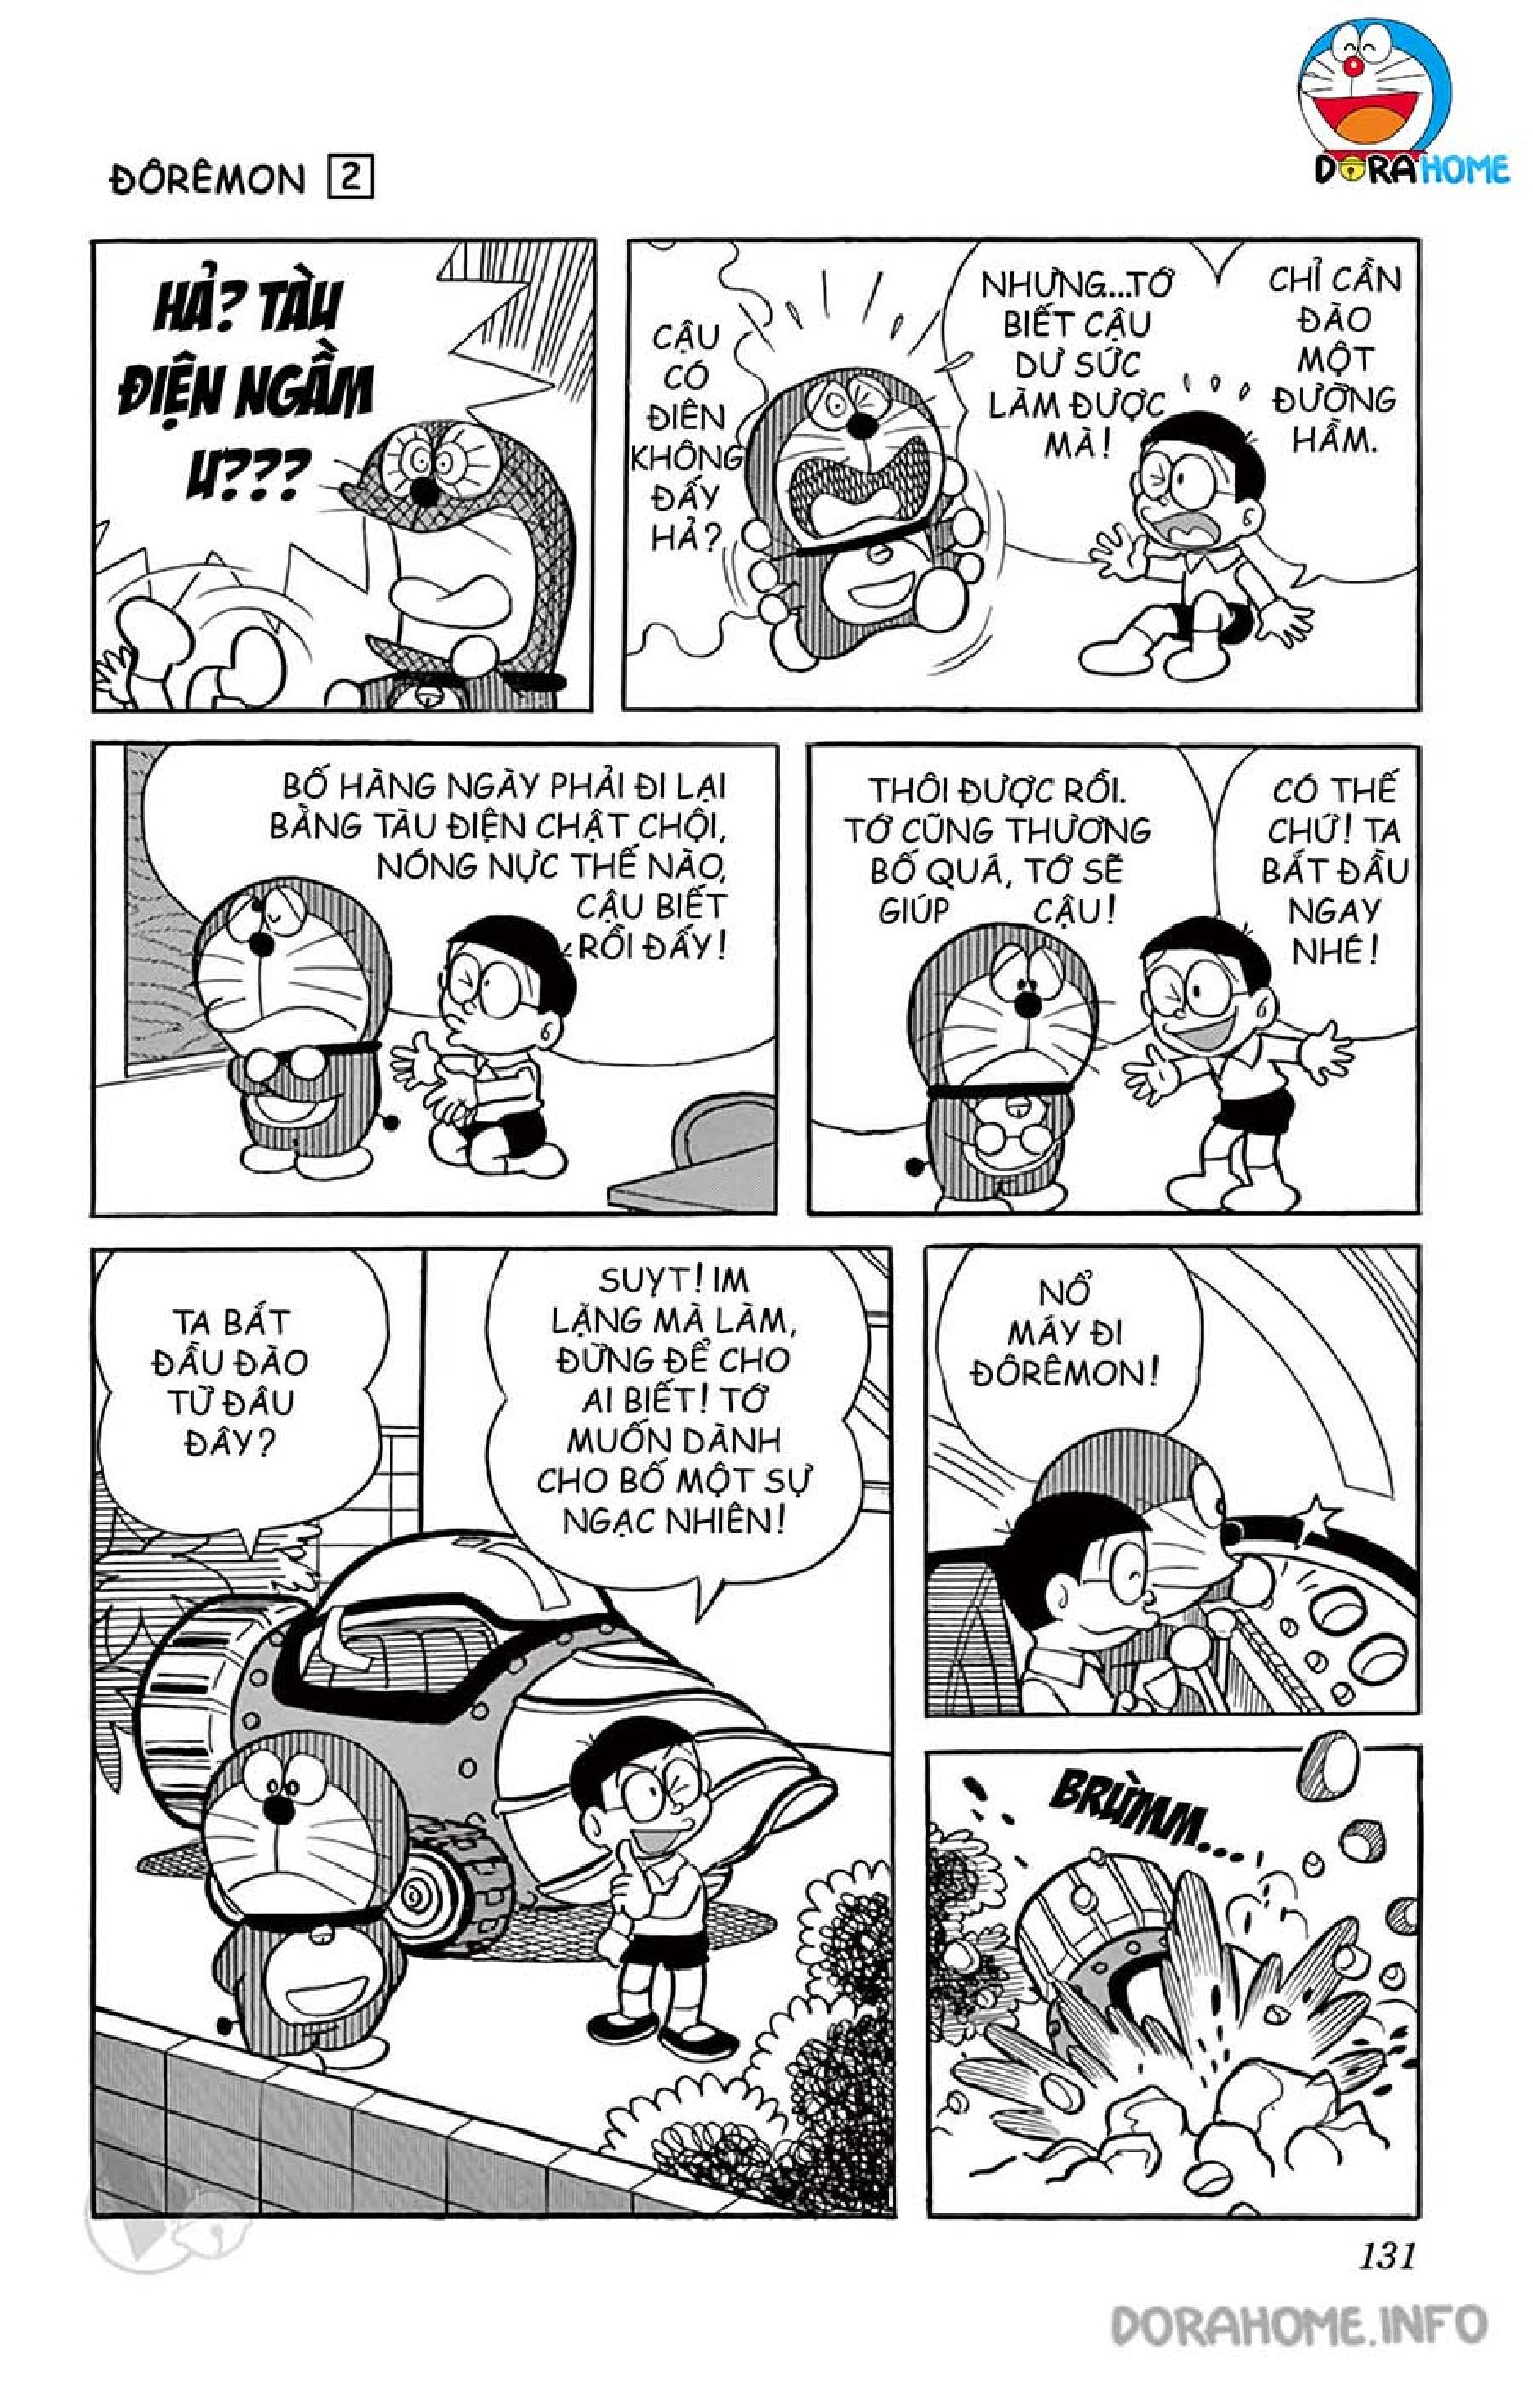 DORAHOME
ĐÔRÊMON 2
HẢ? TÀU
ĐIỆN NGẦM
Ư???
CẬU
CÓ
ĐIÊN
KHÔNG
ĐẤY
HẢ?
NHƯNG...TỚ
BIẾT CẬU
DƯ SỨC
LÀM ĐƯỢC
MÀ!
CHỈ CẦN
ĐÀO
MỘT
ĐƯỜNG
HẦM.
BỐ HÀNG NGÀY PHẢI ĐI LẠI
BẰNG TÀU ĐIỆN CHẬT CHỘI,
NÓNG NỰC THẾ NÀO,
CẬU BIẾT
RỒI ĐẤY!
THÔI ĐƯỢC RỒI.
TỚ CŨNG THƯƠNG
BỐ QUÁ, TỚ SẼ
GIÚP CẬU!
CÓ THẾ
CHỨ! TA
BẮT ĐẦU
NGAY
NHÉ!
TA BẮT
ĐẦU ĐÀO
TỪ ĐÂU
ĐÂY?
SUỴT! IM
LẶNG MÀ LÀM,
ĐỪNG ĐỂ CHO
AI BIẾT! TỚ
MUỐN DÀNH
CHO BỐ MỘT SỰ
NGẠC NHIÊN!
NỔ
MÁY ĐI
ĐÔRÊMON!
BRỪMM....
131
DORAHOME.INFO